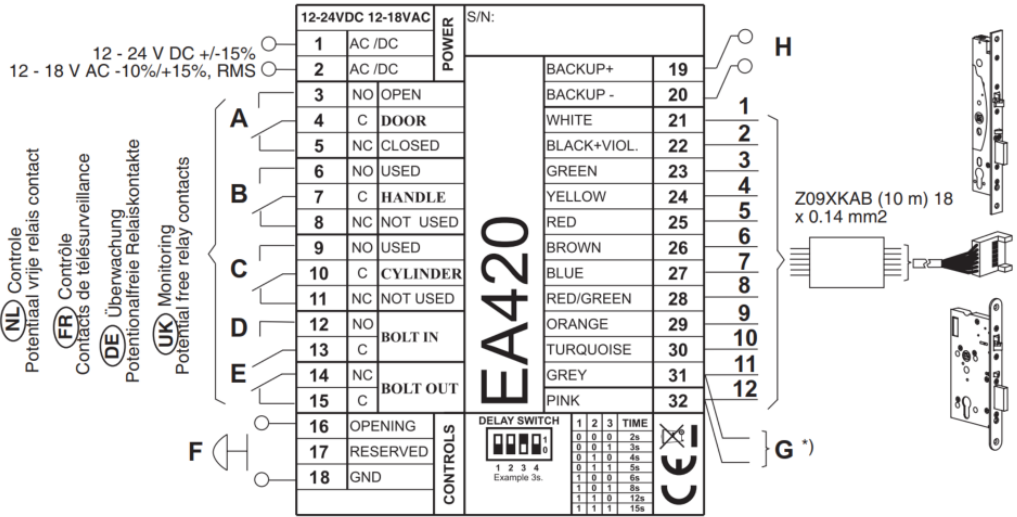 12-24VDC 12-18VAC
POWER
S/N:
12 - 24 V DC +/-15%
12 - 18 V AC -10%/+15%, RMS
1 AC /DC
2 AC /DC
3 NO OPEN
4 C DOOR
5 NC CLOSED
6 NO USED
7 C HANDLE
8 NC NOT USED
9 NO USED
10 C CYLINDER
11 NC NOT USED
12 NO
BOLT IN
13 C
14 NC
BOLT OUT
15 C
16 OPENING
17 RESERVED
18 GND
CONTROLS
A
B
C
D
E
F
NL Controle
Potentiaal vrije relais contact
FR Contrôle
Contacts de télésurveillance
DE Überwachung
Potentionalfreie Relaiskontakte
UK Monitoring
Potential free relay contacts
EA420
BACKUP+ 19
BACKUP - 20
WHITE 21
BLACK+VIOL. 22
GREEN 23
YELLOW 24
RED 25
BROWN 26
BLUE 27
RED/GREEN 28
ORANGE 29
TURQUOISE 30
GREY 31
PINK 32
H
1
2
3
4
5
6
7
8
9
10
11
12
G *)
Z09XKAB (10 m) 18
x 0.14 mm2
DELAY SWITCH
1
0
1 2 3 4
Example 3s.
1 2 3 TIME
0 0 0 2s
0 0 1 3s
0 1 0 4s
0 1 1 5s
1 0 0 6s
1 0 1 8s
1 1 0 12s
1 1 1 15s
CE